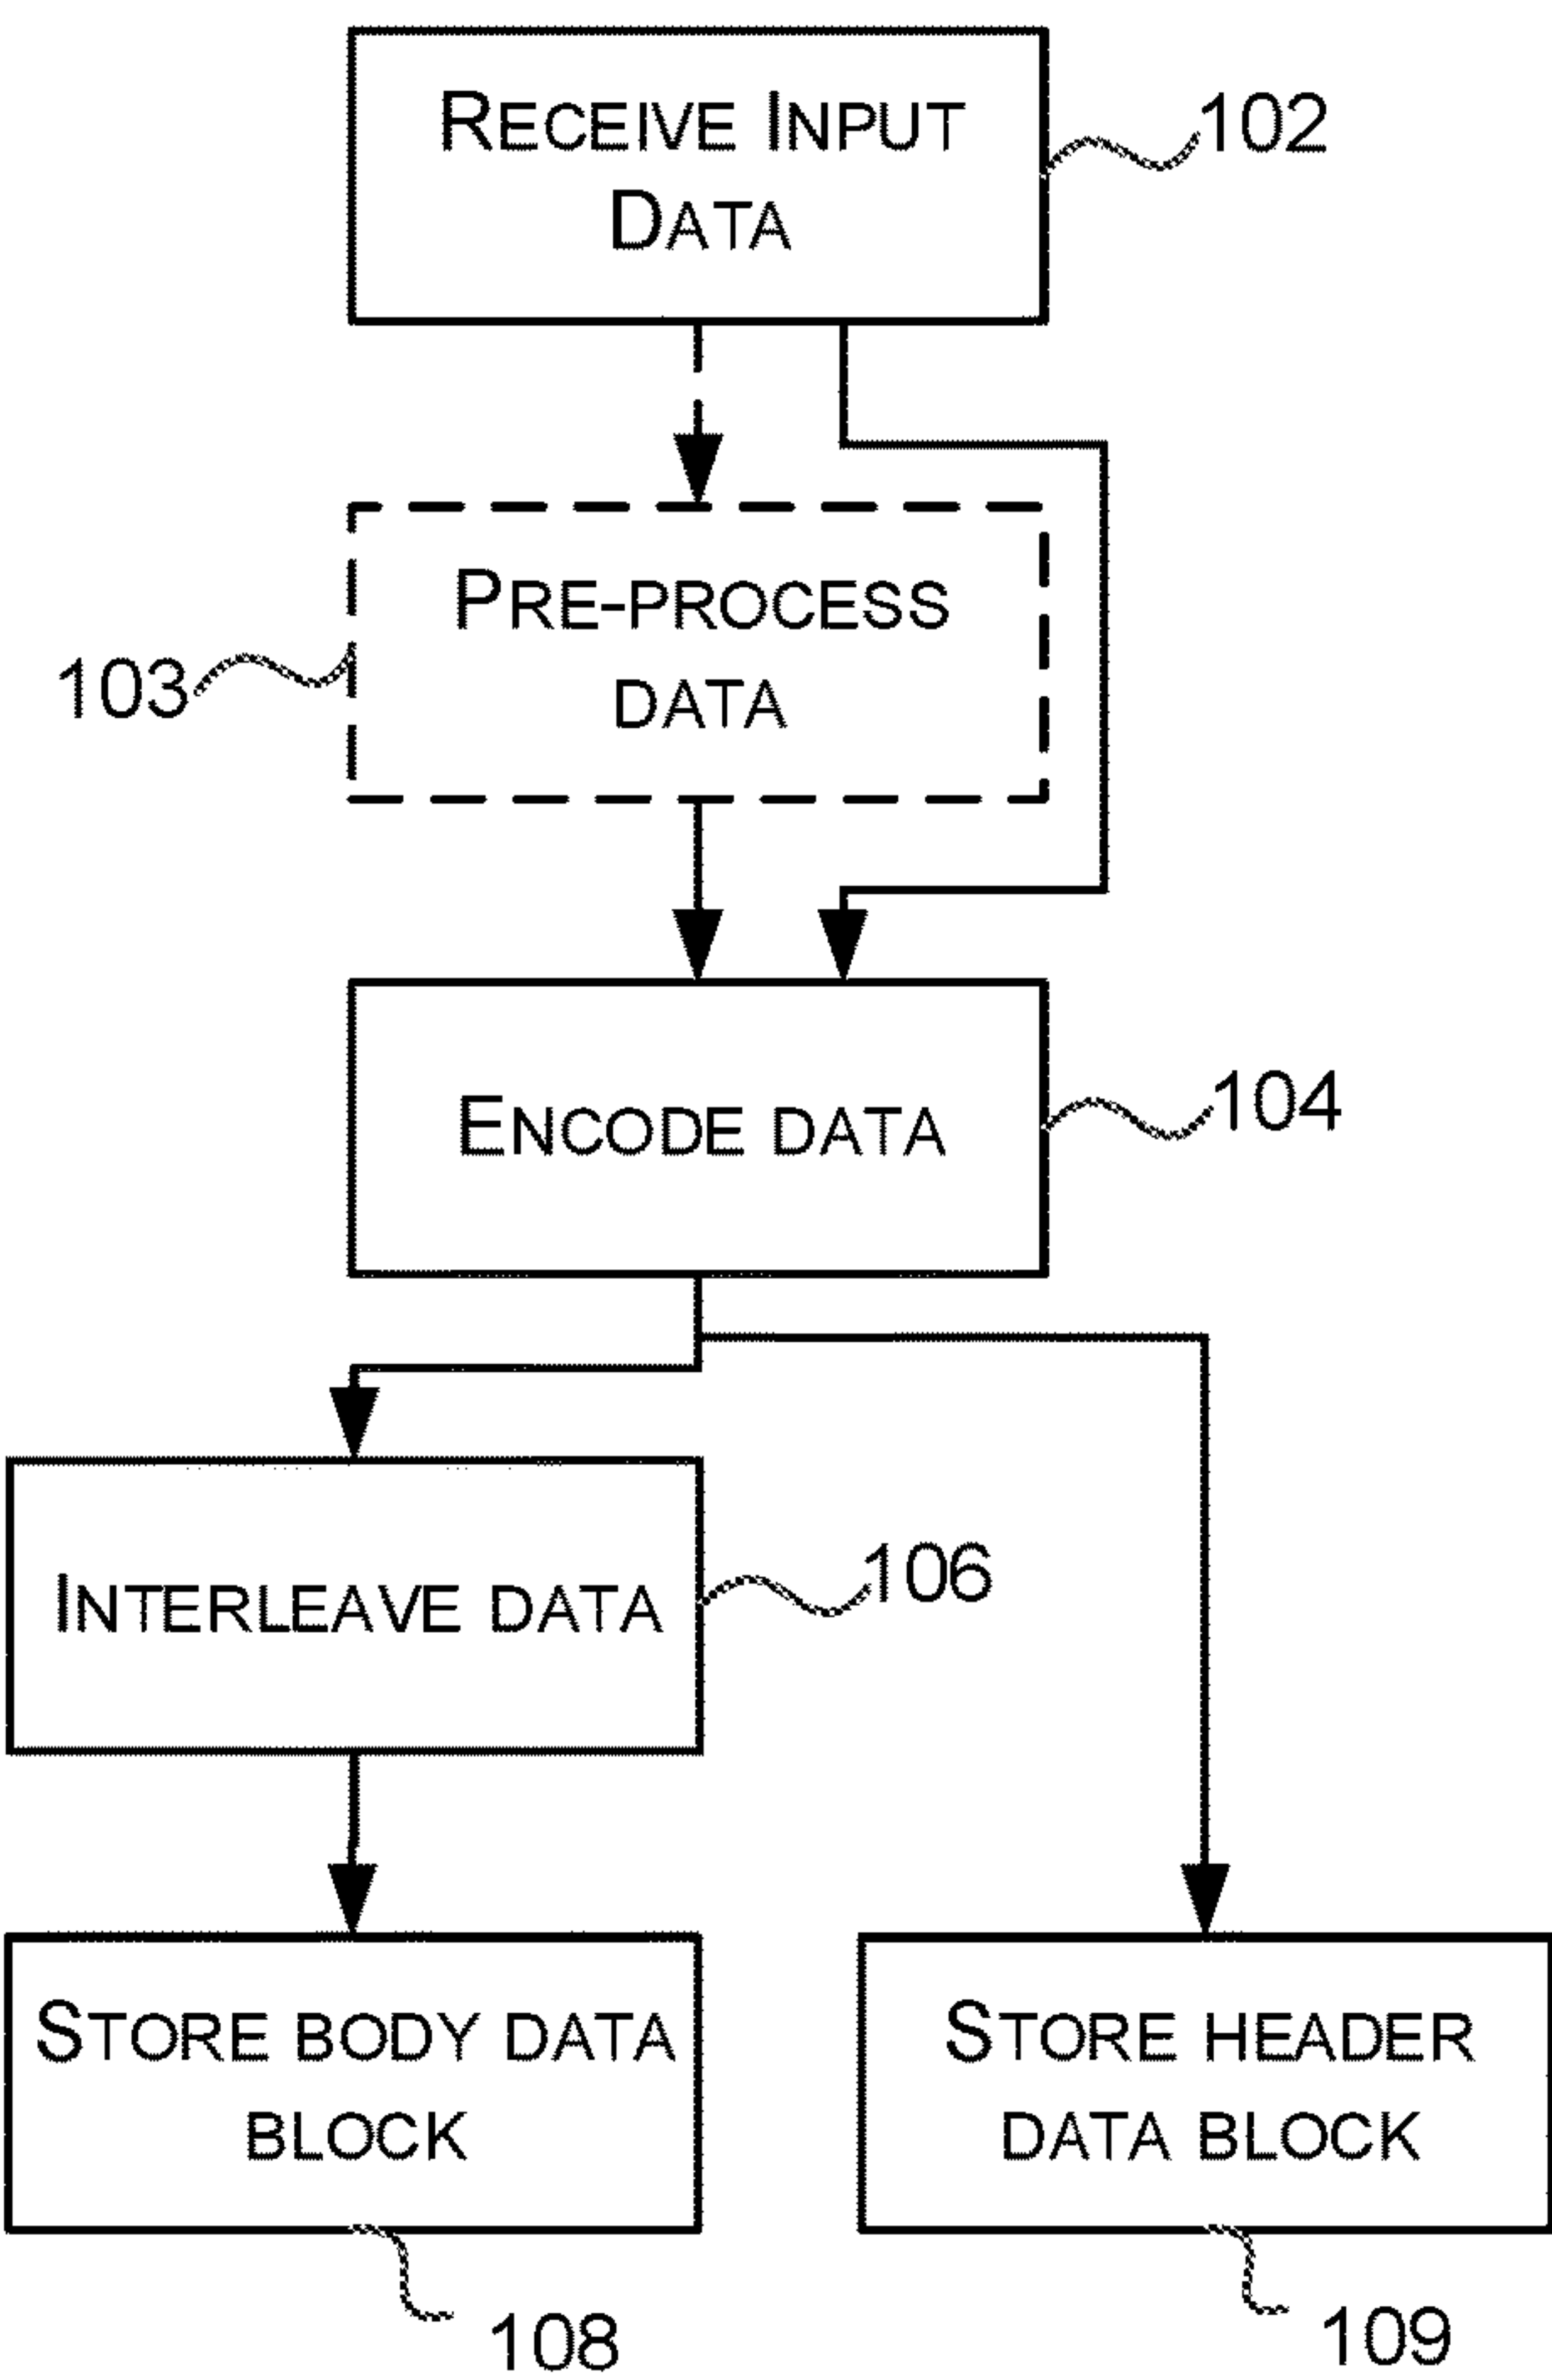 RECEIVE INPUT
DATA
102
PRE-PROCESS
DATA
103
ENCODE DATA
104
INTERLEAVE DATA
106
STORE BODY DATA
BLOCK
STORE HEADER
DATA BLOCK
108
109